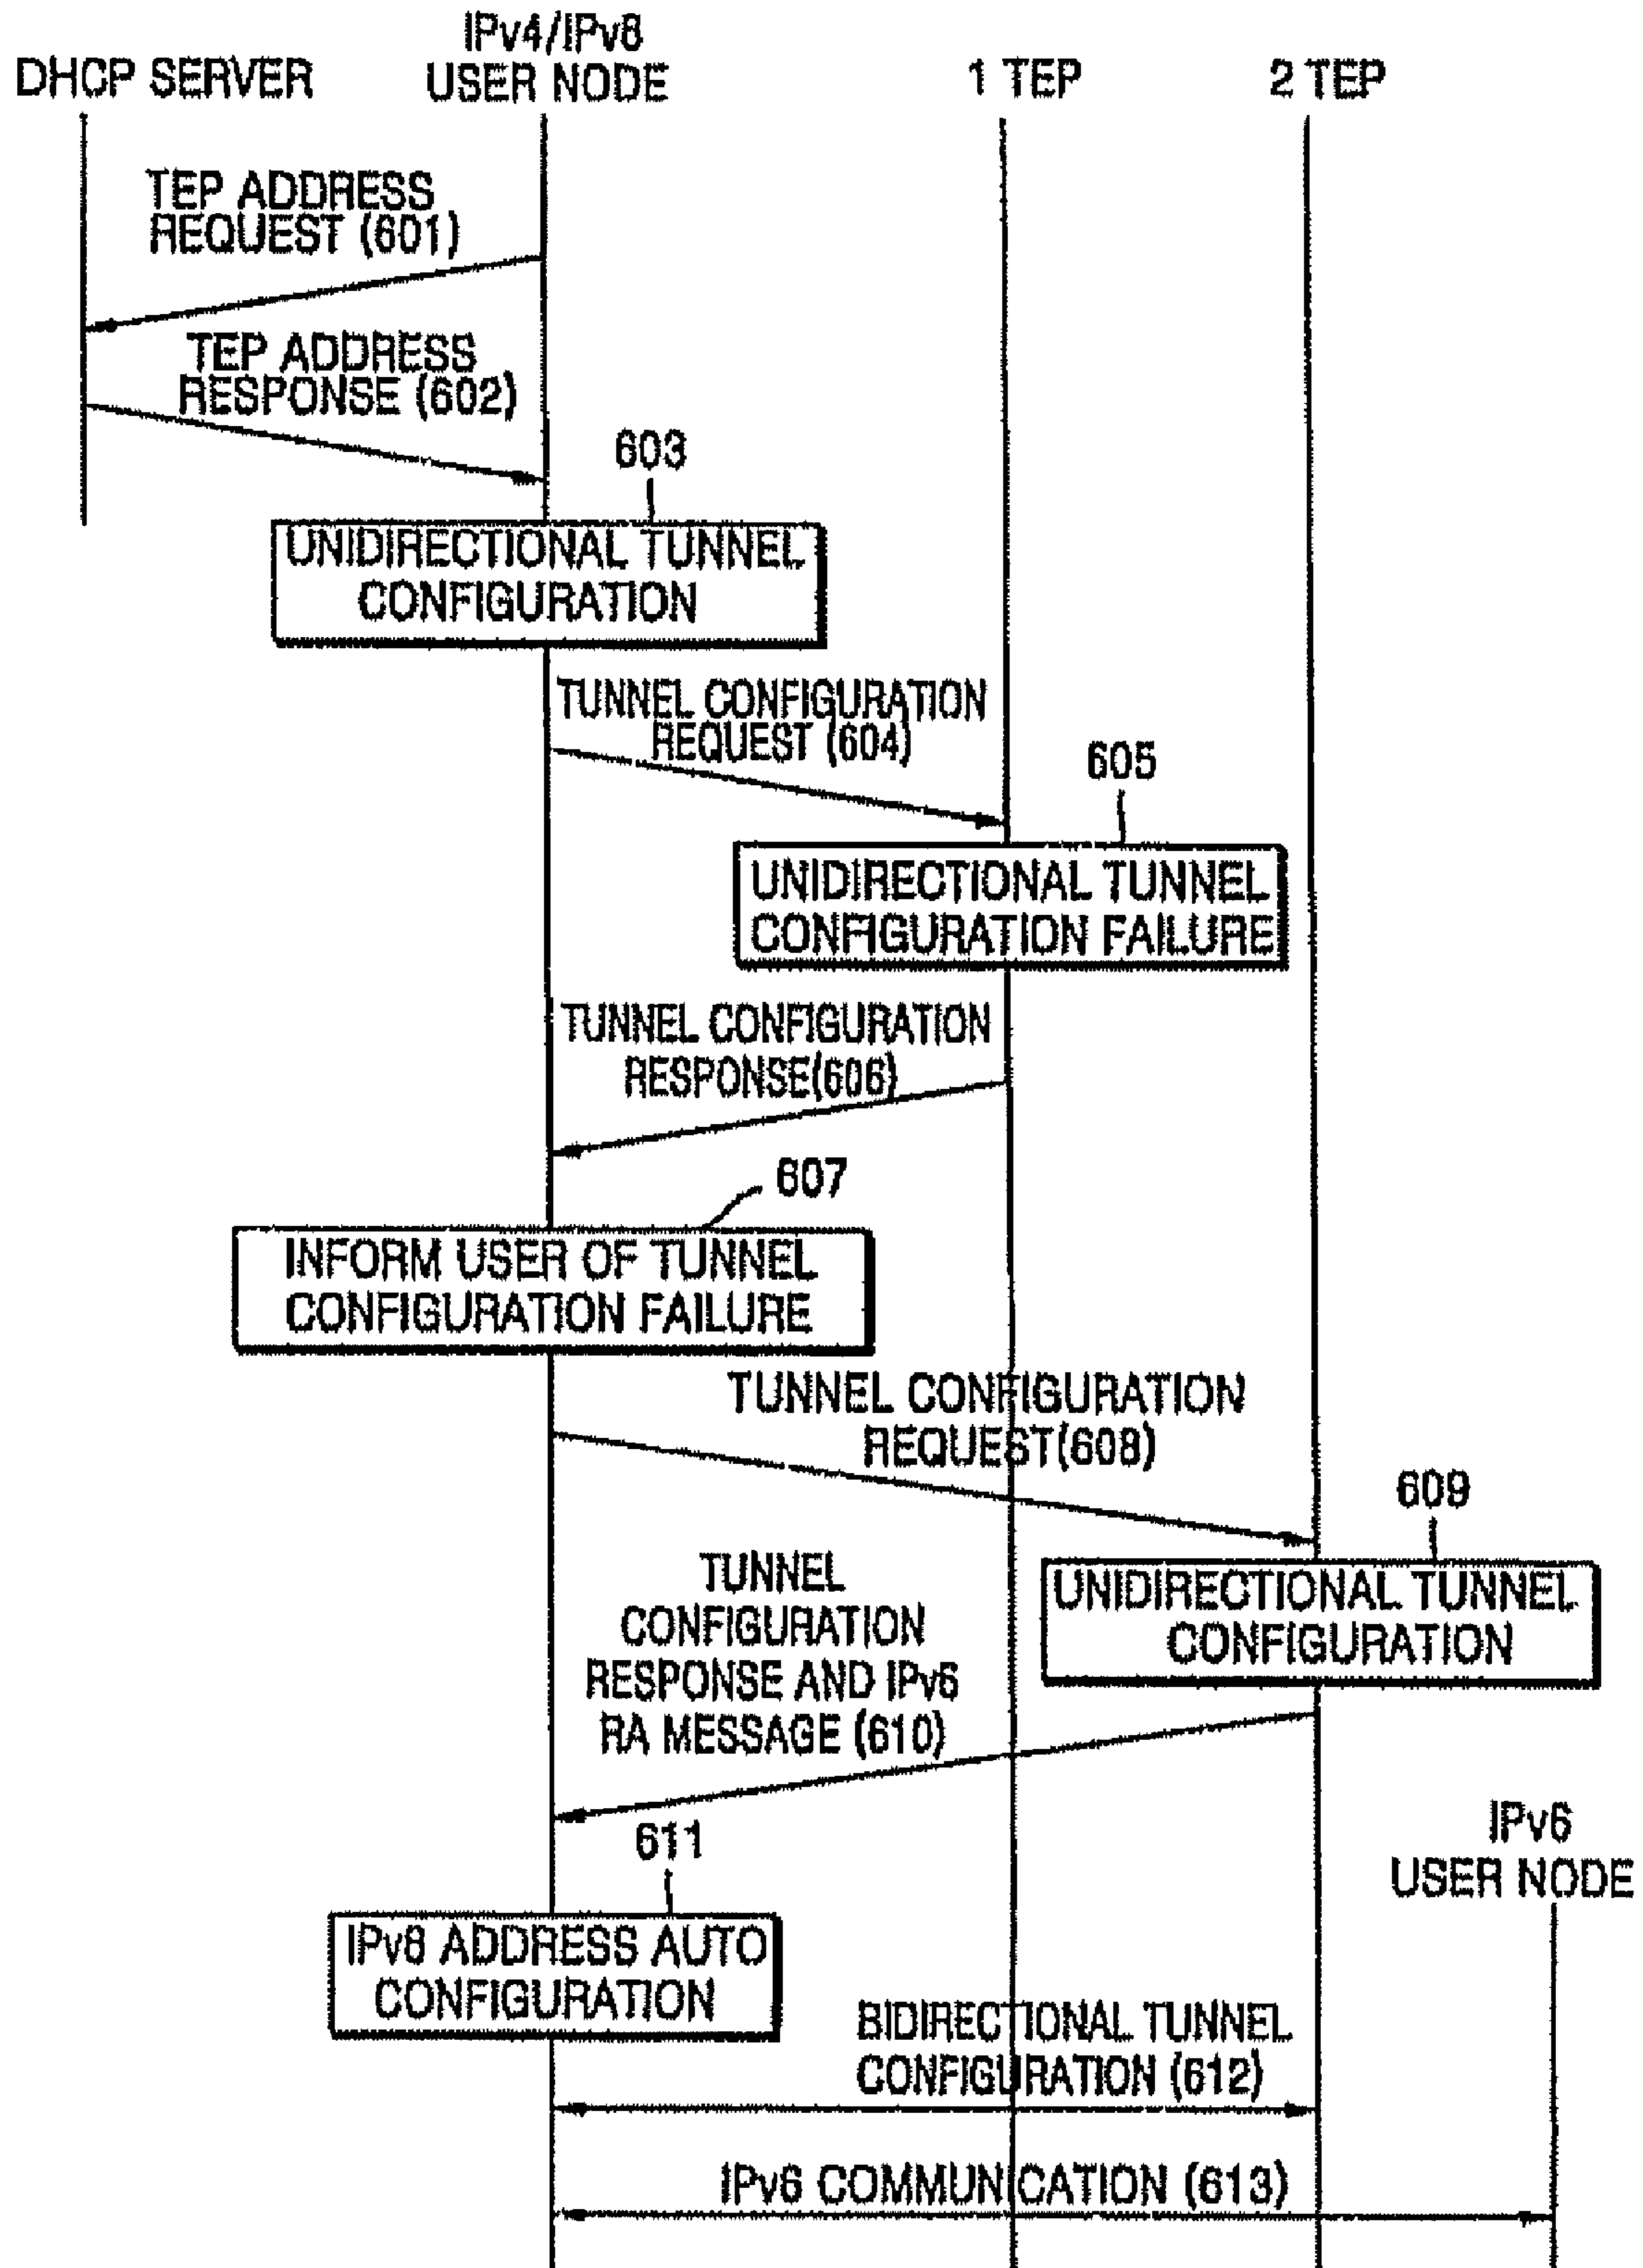 IPv4/IPv8
DHCP SERVER
USER NODE
1 TEP
2 TEP
TEP ADDRESS
REQUEST (601)
TEP ADDRESS
RESPONSE (602)
603
UNIDIRECTIONAL TUNNEL
CONFIGURATION
TUNNEL CONFIGURATION
REQUEST (604)
605
UNIDIRECTIONAL TUNNEL
CONFIGURATION FAILURE
TUNNEL CONFIGURATION
RESPONSE(606)
607
INFORM USER OF TUNNEL
CONFIGURATION FAILURE
TUNNEL CONFIGURATION
REQUEST(608)
609
UNIDIRECTIONAL TUNNEL
CONFIGURATION
TUNNEL
CONFIGURATION
RESPONSE AND IPv6
RA MESSAGE (610)
611
IPv6
USER NODE
IPv8 ADDRESS AUTO
CONFIGURATION
BIDIRECTIONAL TUNNEL
CONFIGURATION (612)
IPv6 COMMUNICATION (613)